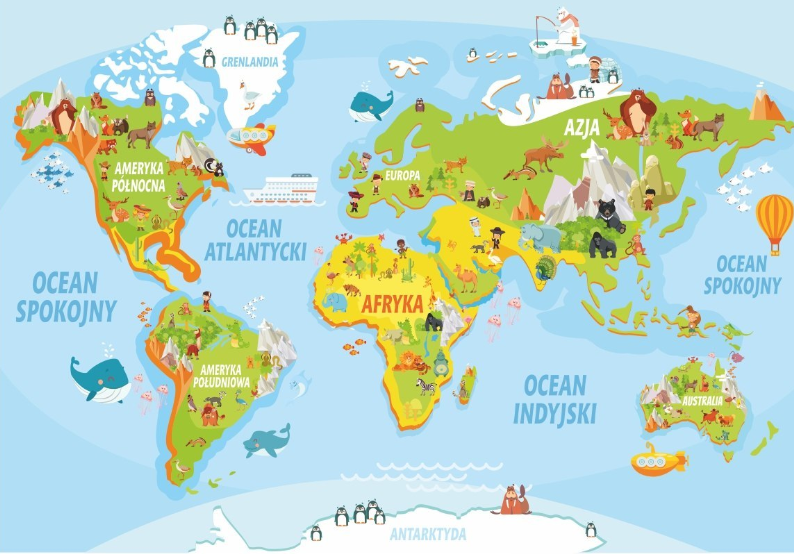 GRENLANDIA
AZJA
AMERYKA
PÓŁNOCNA
EUROPA
OCEAN
ATLANTYCKI
OCEAN
SPOKOJNY
OCEAN
SPOKOJNY
AFRYKA
AMERYKA
POŁUDNIOWA
OCEAN
INDYJSKI
AUSTRALIA
ANTARKTYDA